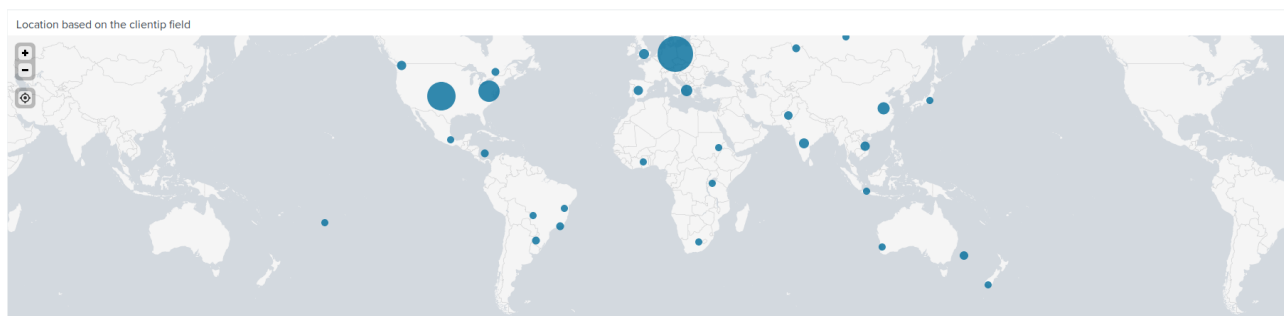 Location based on the clientip field
+
−